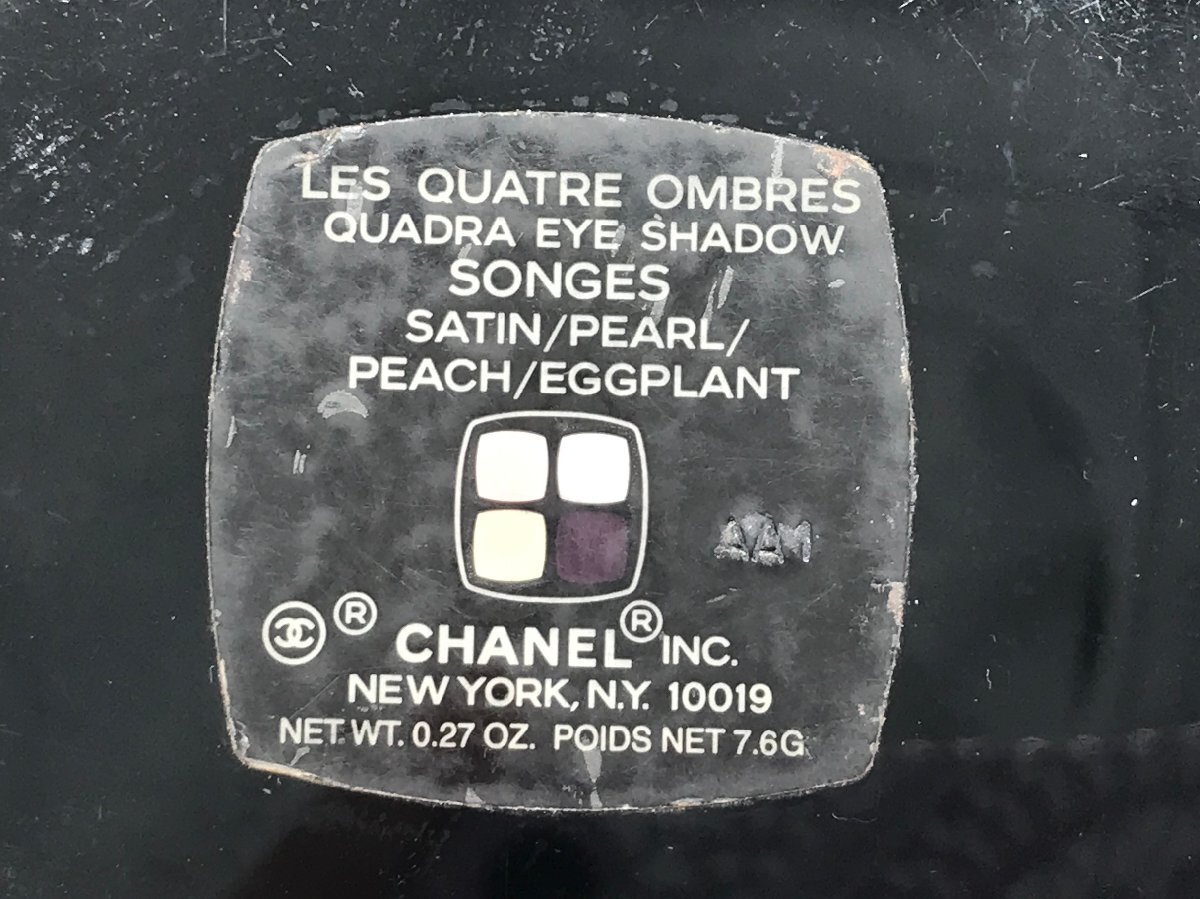 LES QUATRE OMBRES
QUADRA EYE SHADOW
SONGES
SATIN/PEARL/
PEACH/EGGPLANT
AAM
® CHANEL® INC.
NEW YORK, N.Y. 10019
NET WT. 0.27 OZ. POIDS NET 7.6G